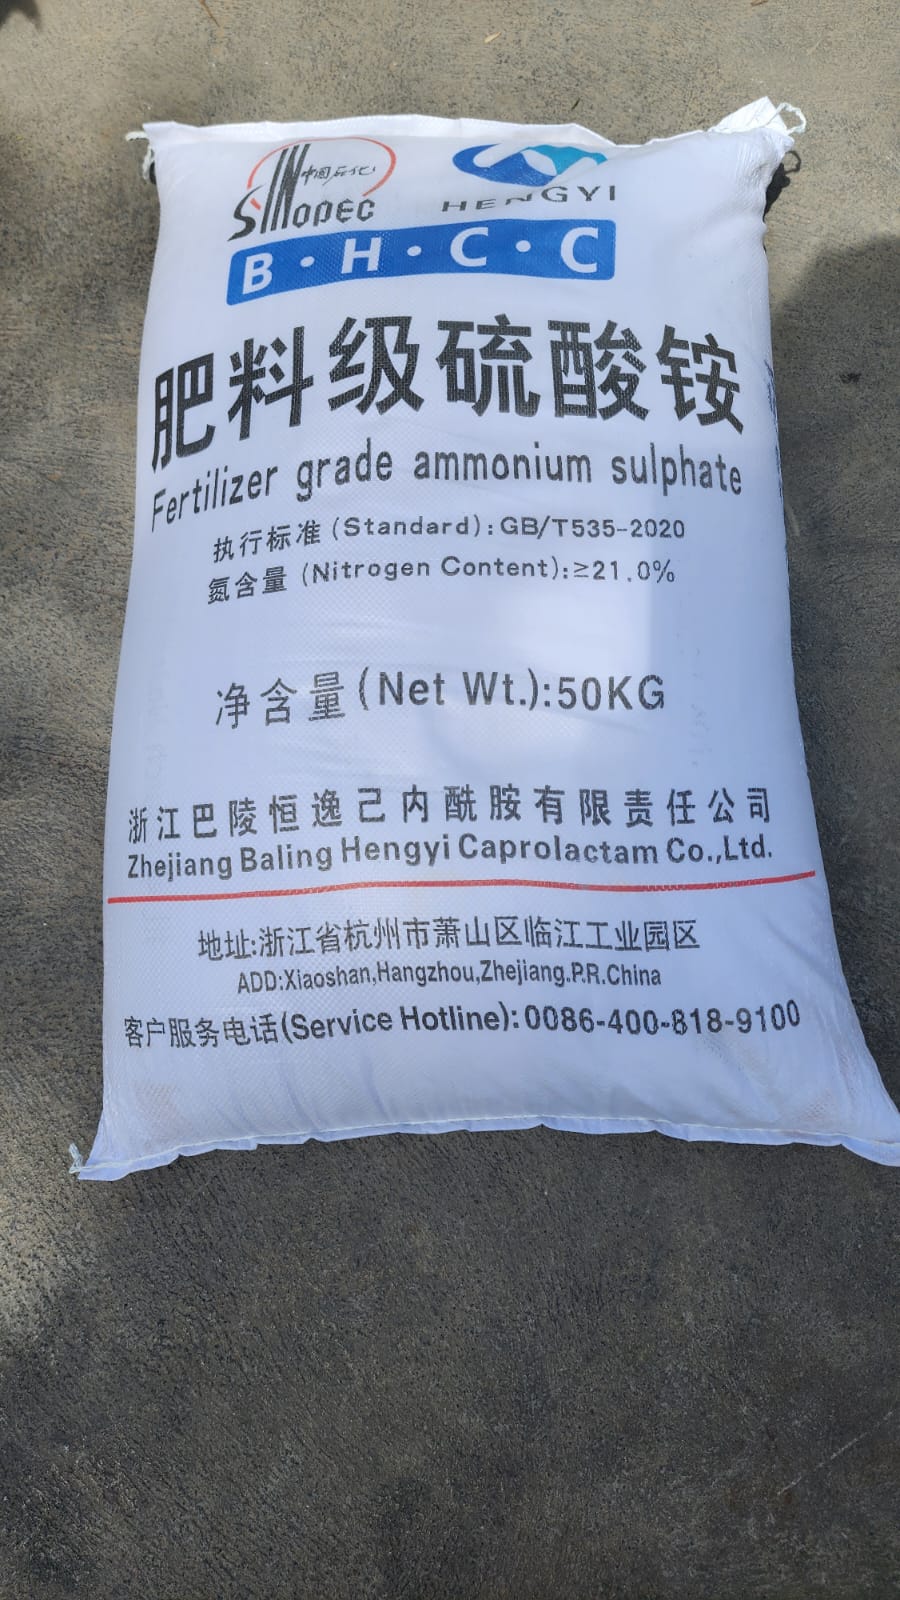 中国石化
SINOPEC
HENGYI
B·H·C·C
肥料级硫酸铵
Fertilizer grade ammonium sulphate
执行标准 (Standard): GB/T535-2020
氮含量 (Nitrogen Content):≥21.0%
净含量(Net Wt.):50KG
浙江巴陵恒逸己内酰胺有限责任公司
Zhejiang Baling Hengyi Caprolactam Co.,Ltd.
地址:浙江省杭州市萧山区临江工业园区
ADD:Xiaoshan,Hangzhou,Zhejiang.P.R.China
客户服务电话(Service Hotline): 0086-400-818-9100